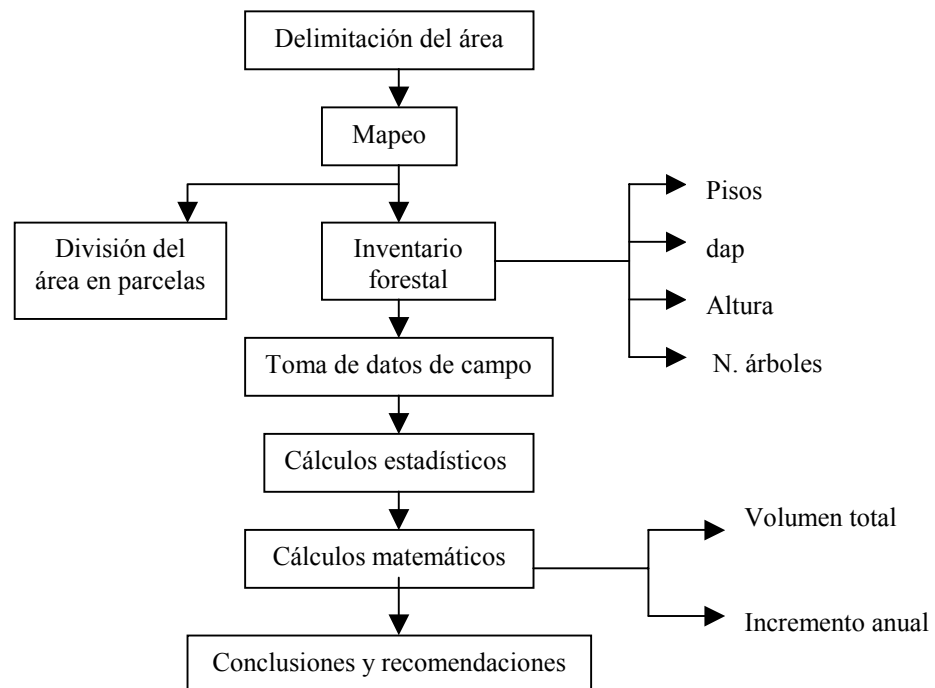 Delimitación del área
Mapeo
División del
área en parcelas
Inventario
forestal
Pisos
dap
Altura
N. árboles
Toma de datos de campo
Cálculos estadísticos
Cálculos matemáticos
Volumen total
Incremento anual
Conclusiones y recomendaciones